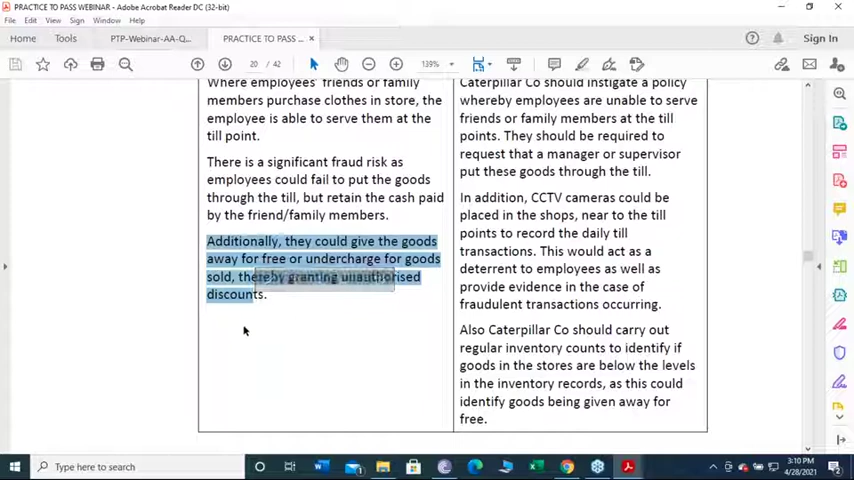 PRACTICE TO PASS WEBINAR - Adobe Acrobat Reader DC (32-bit)
File Edit View Sign Window Help
Home Tools PTP-Webinar-AA-Q... PRACTICE TO PASS ... × Sign In
20 / 42 139%
Where employees' friends or family
members purchase clothes in store, the
employee is able to serve them at the
till point.
There is a significant fraud risk as
employees could fail to put the goods
through the till, but retain the cash paid
by the friend/family members.
Additionally, they could give the goods
away for free or undercharge for goods
sold, thereby granting unauthorised
discounts.
Caterpillar Co should instigate a policy
whereby employees are unable to serve
friends or family members at the till
points. They should be required to
request that a manager or supervisor
put these goods through the till.
In addition, CCTV cameras could be
placed in the shops, near to the till
points to record the daily till
transactions. This would act as a
deterrent to employees as well as
provide evidence in the case of
fraudulent transactions occurring.
Also Caterpillar Co should carry out
regular inventory counts to identify if
goods in the stores are below the levels
in the inventory records, as this could
identify goods being given away for
free.
Type here to search
3:10 PM
4/28/2021